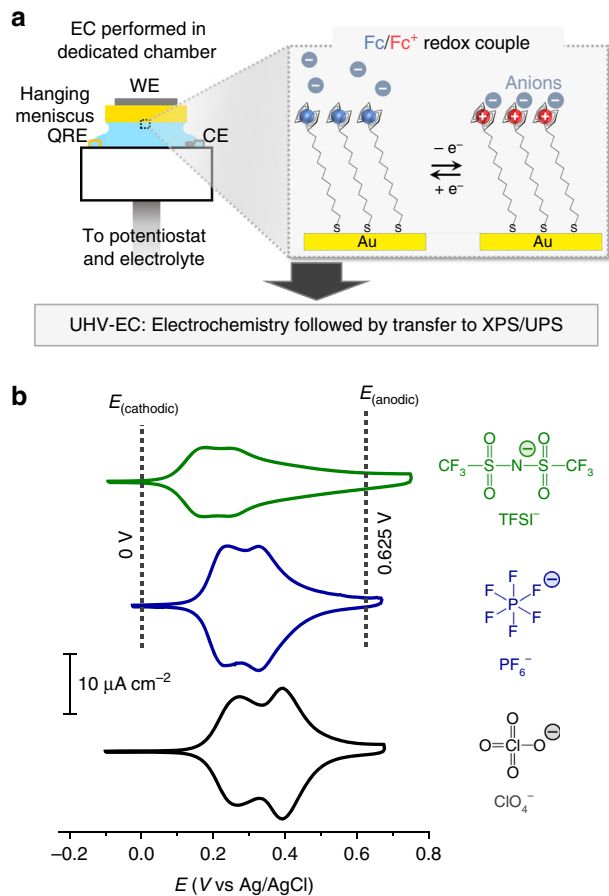 a
EC performed in
dedicated chamber
WE
Hanging
meniscus
QRE
CE
To potentiostat
and electrolyte
Fc/Fc⁺ redox couple
Anions
− e⁻
+ e⁻
S S S
Au
S S S
Au
UHV-EC: Electrochemistry followed by transfer to XPS/UPS
b
E(cathodic)
E(anodic)
0 V
0.625 V
10 μA cm⁻²
O O
CF₃ S N S CF₃
O O
TFSI⁻
F
F F
P
F F
F
PF₆⁻
O
O Cl O
O
ClO₄⁻
−0.2 0.0 0.2 0.4 0.6 0.8
E (V vs Ag/AgCl)